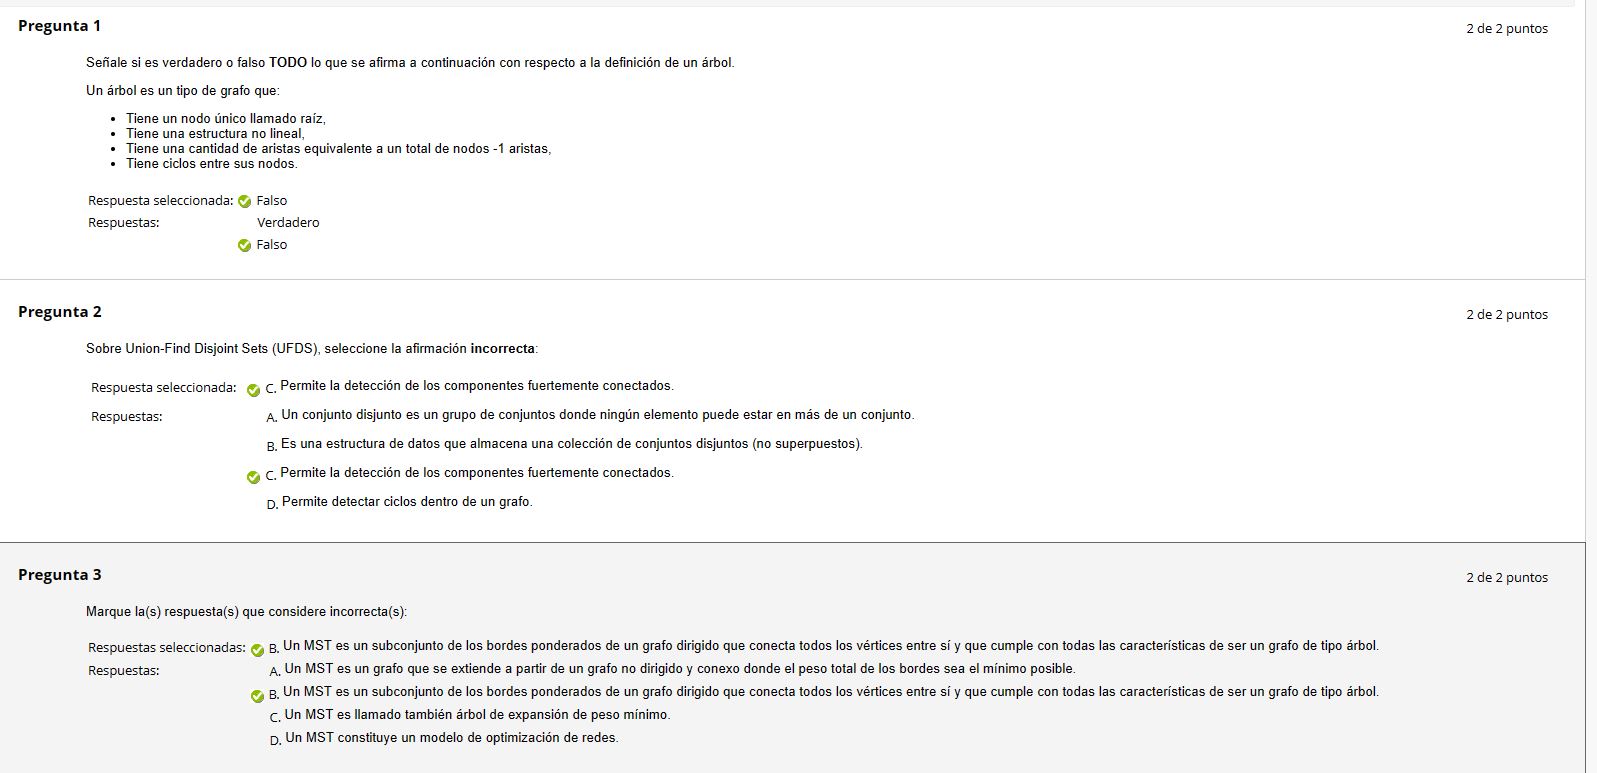 Pregunta 1
2 de 2 puntos
Señale si es verdadero o falso TODO lo que se afirma a continuación con respecto a la definición de un árbol.
Un árbol es un tipo de grafo que:
• Tiene un nodo único llamado raíz,
• Tiene una estructura no lineal,
• Tiene una cantidad de aristas equivalente a un total de nodos -1 aristas,
• Tiene ciclos entre sus nodos.
Respuesta seleccionada: Falso
Respuestas: Verdadero
Falso
Pregunta 2
2 de 2 puntos
Sobre Union-Find Disjoint Sets (UFDS), seleccione la afirmación incorrecta:
Respuesta seleccionada: C. Permite la detección de los componentes fuertemente conectados.
Respuestas: A. Un conjunto disjunto es un grupo de conjuntos donde ningún elemento puede estar en más de un conjunto.
B. Es una estructura de datos que almacena una colección de conjuntos disjuntos (no superpuestos).
C. Permite la detección de los componentes fuertemente conectados.
D. Permite detectar ciclos dentro de un grafo.
Pregunta 3
2 de 2 puntos
Marque la(s) respuesta(s) que considere incorrecta(s):
Respuestas seleccionadas: B. Un MST es un subconjunto de los bordes ponderados de un grafo dirigido que conecta todos los vértices entre sí y que cumple con todas las características de ser un grafo de tipo árbol.
Respuestas: A. Un MST es un grafo que se extiende a partir de un grafo no dirigido y conexo donde el peso total de los bordes sea el mínimo posible.
B. Un MST es un subconjunto de los bordes ponderados de un grafo dirigido que conecta todos los vértices entre sí y que cumple con todas las características de ser un grafo de tipo árbol.
C. Un MST es llamado también árbol de expansión de peso mínimo.
D. Un MST constituye un modelo de optimización de redes.